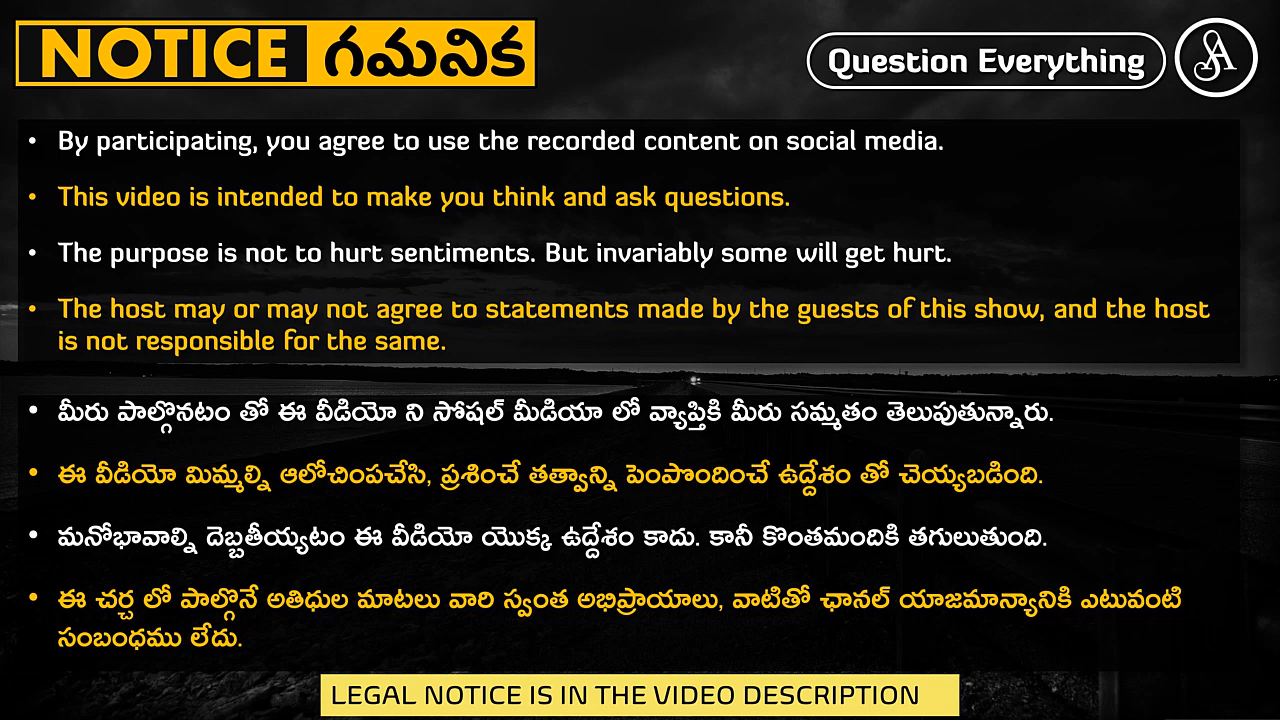 NOTICE గమనిక
Question Everything
• By participating, you agree to use the recorded content on social media.
• This video is intended to make you think and ask questions.
• The purpose is not to hurt sentiments. But invariably some will get hurt.
• The host may or may not agree to statements made by the guests of this show, and the host
is not responsible for the same.
• మీరు పాల్గొనటం తో ఈ వీడియో ని సోషల్ మీడియా లో వ్యాప్తికి మీరు సమ్మతం తెలుపుతున్నారు.
• ఈ వీడియో మిమ్మల్ని ఆలోచింపచేసి, ప్రశించే తత్వాన్ని పెంపొందించే ఉద్దేశం తో చెయ్యబడింది.
• మనోభావాల్ని దెబ్బతీయ్యటం ఈ వీడియో యొక్క ఉద్దేశం కాదు. కానీ కొంతమందికి తగులుతుంది.
• ఈ చర్చ లో పాల్గొనే అతిధుల మాటలు వారి స్వంత అభిప్రాయాలు, వాటితో ఛానల్ యాజమాన్యానికి ఎటువంటి
సంబంధము లేదు.
LEGAL NOTICE IS IN THE VIDEO DESCRIPTION